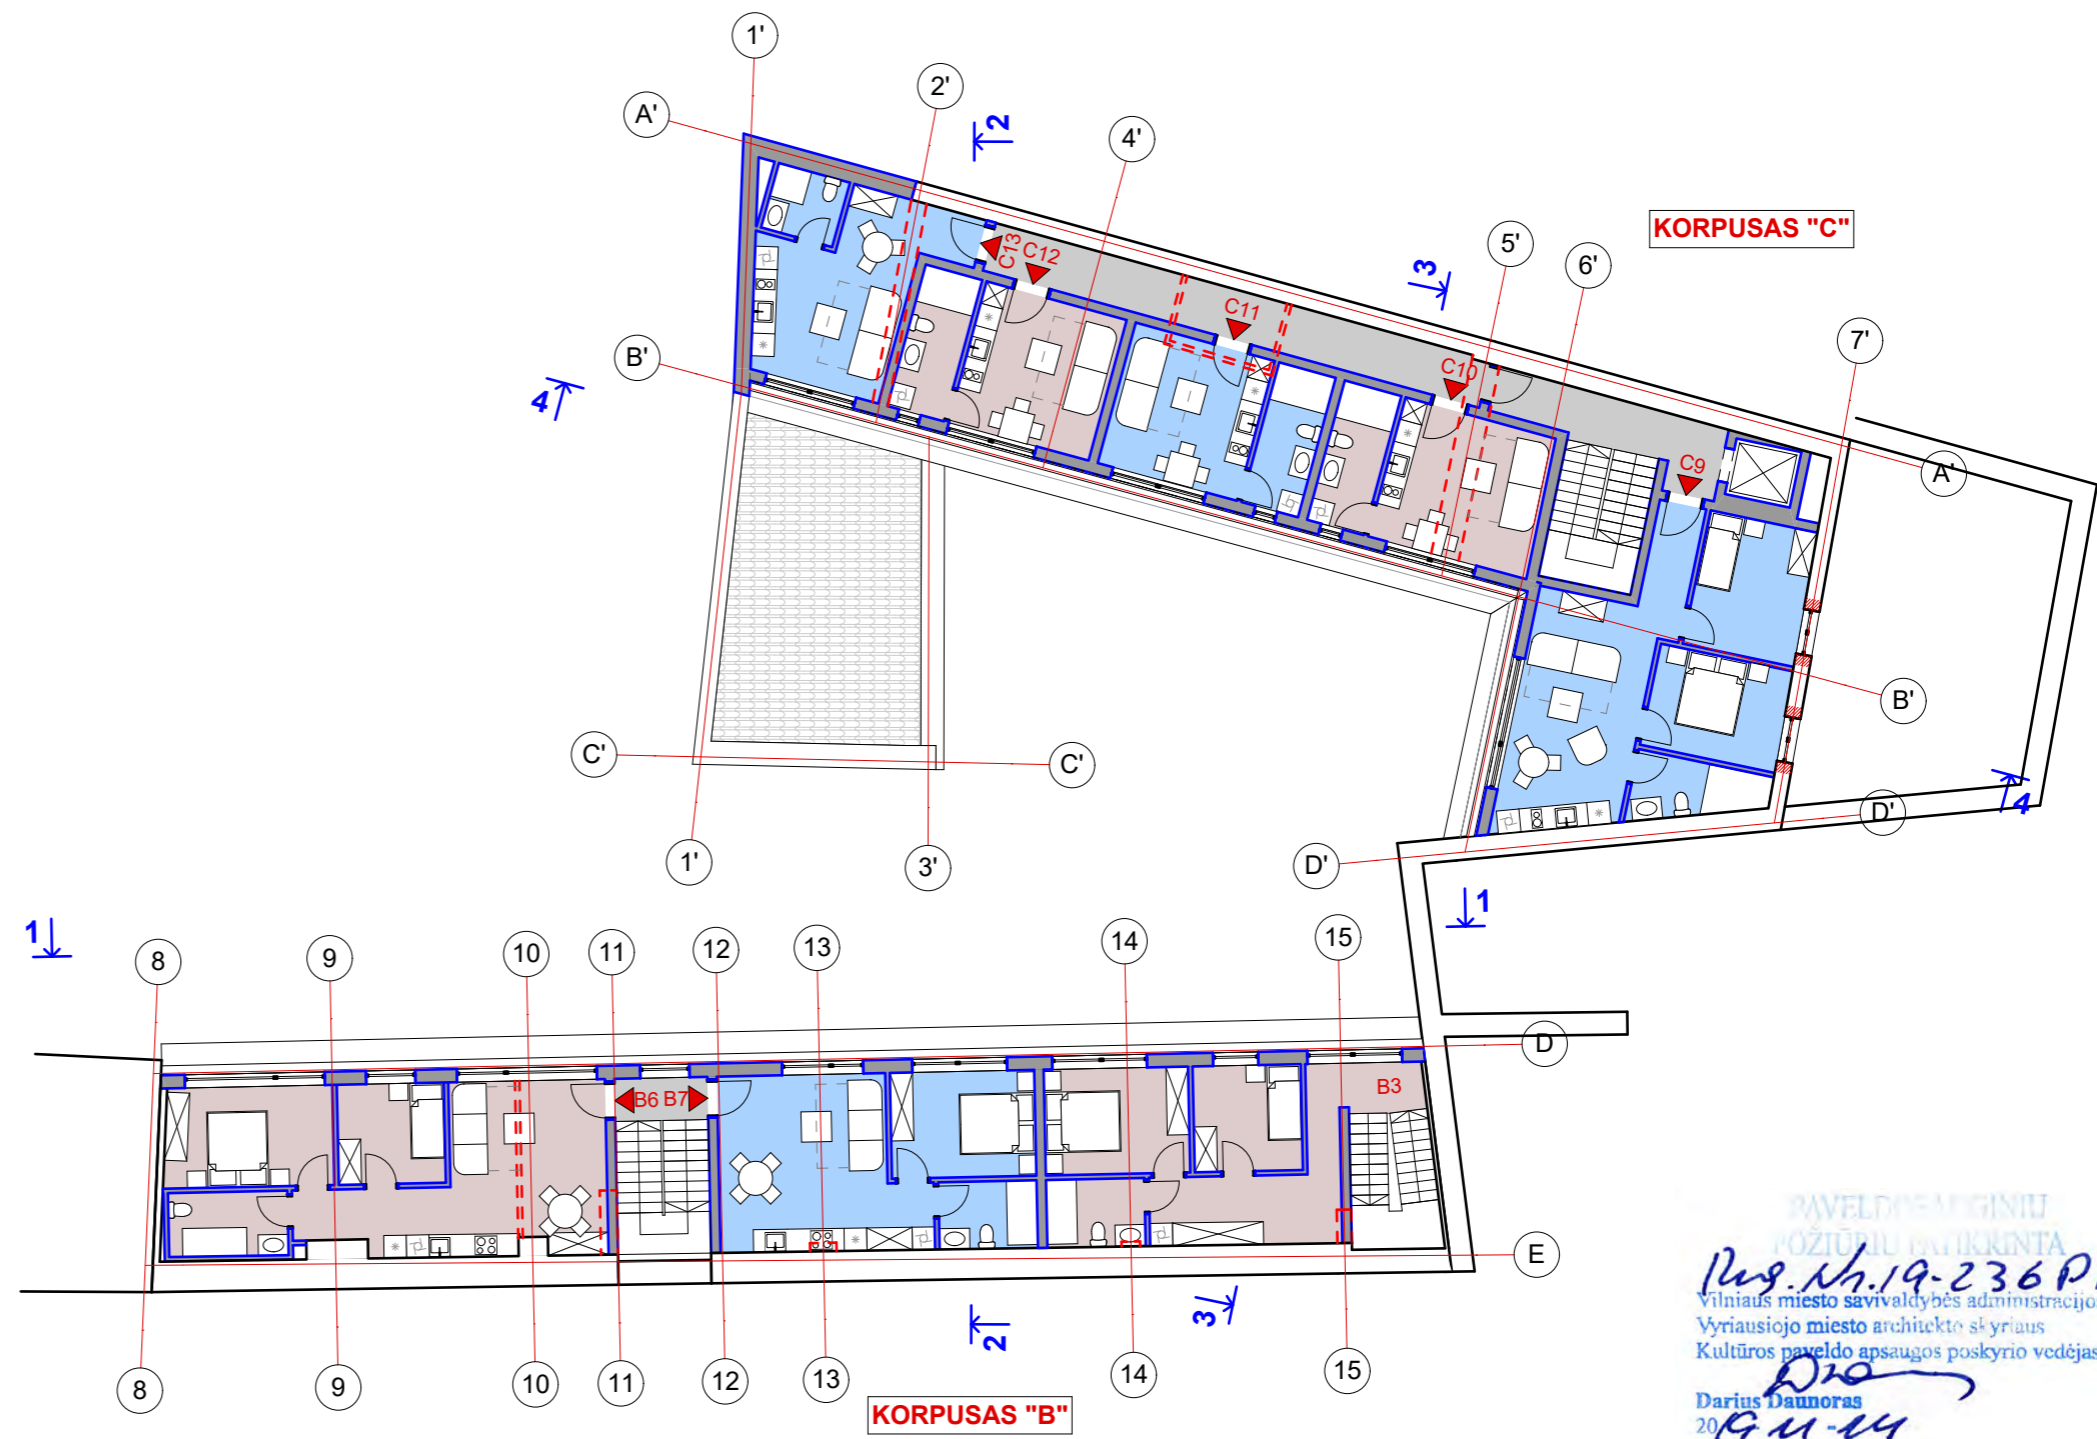 1'
2'
A'
2
4'
KORPUSAS "C"
5'
6'
3
C13
C12
C11
7'
B'
4
C10
C9
A'
B'
C'
C'
4
D'
1'
3'
D'
1
1
8
9
10
11
12
13
14
15
D
B6 B7
B3
E
3
2
8
9
10
11
12
13
14
15
KORPUSAS "B"
POŽIŪRIU PATIKRINTA
Reg. Nr. 19-236
Vilniaus miesto savivaldybės administracijo
Vyriausiojo miesto architekto skyriaus
Kultūros paveldo apsaugos poskyrio vedėjas
Darius Daunoras
2019